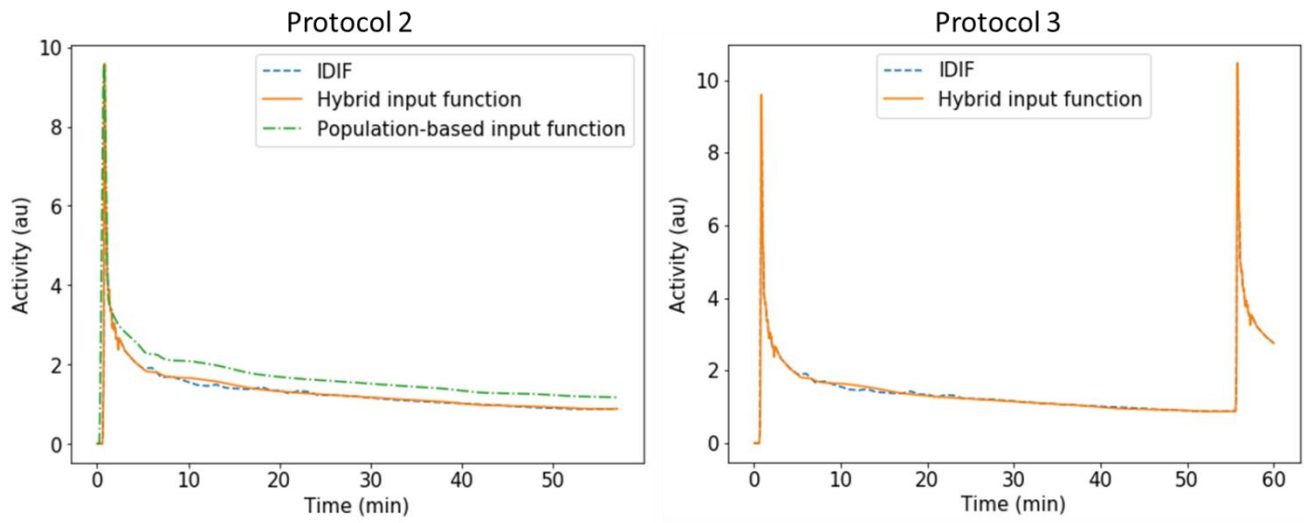 Protocol 2
10
8
6
4
2
0
Activity (au)
IDIF
Hybrid input function
Population-based input function
0
10
20
30
40
50
Time (min)
Protocol 3
10
8
6
4
2
0
Activity (au)
IDIF
Hybrid input function
0
10
20
30
40
50
60
Time (min)